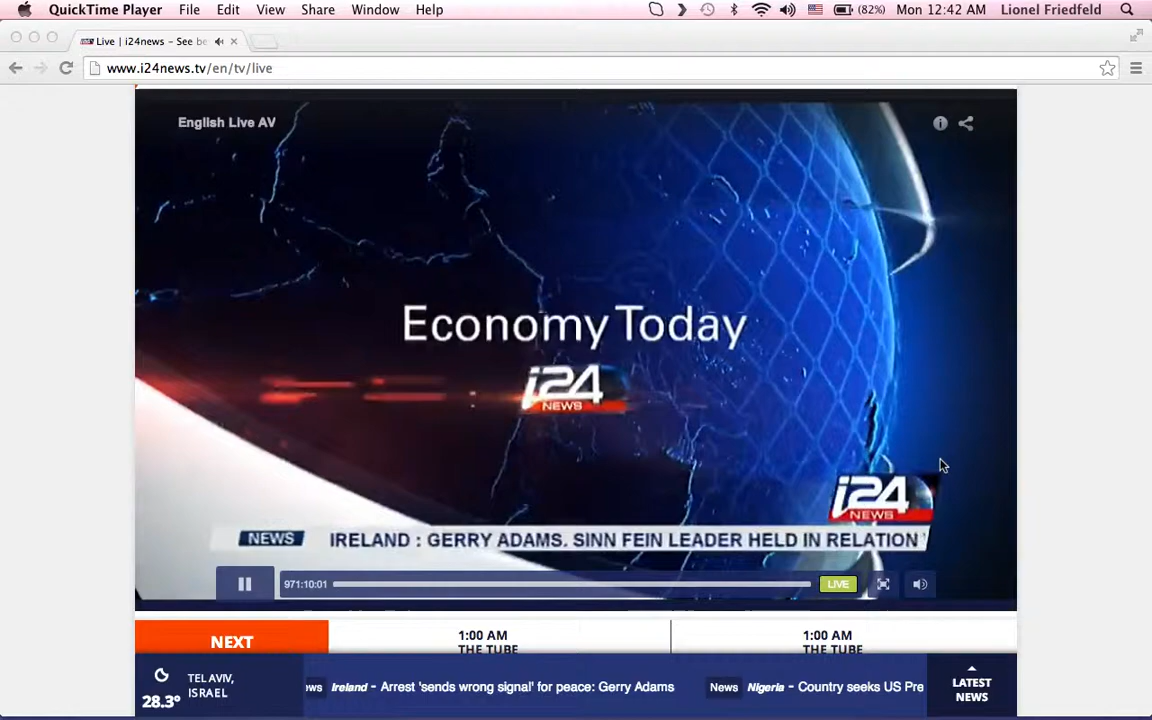 QuickTime Player File Edit View Share Window Help (82%) Mon 12:42 AM Lionel Friedfeld
Live | i24news - See be
www.i24news.tv/en/tv/live
English Live AV
Economy Today
i24
NEWS
i24
NEWS
NEWS IRELAND : GERRY ADAMS. SINN FEIN LEADER HELD IN RELATION
971:10:01 LIVE
NEXT
1:00 AM
THE TUBE
1:00 AM
THE TUBE
28.3°
TEL AVIV,
ISRAEL
ws Ireland - Arrest 'sends wrong signal' for peace: Gerry Adams News Nigeria - Country seeks US Pre
LATEST
NEWS